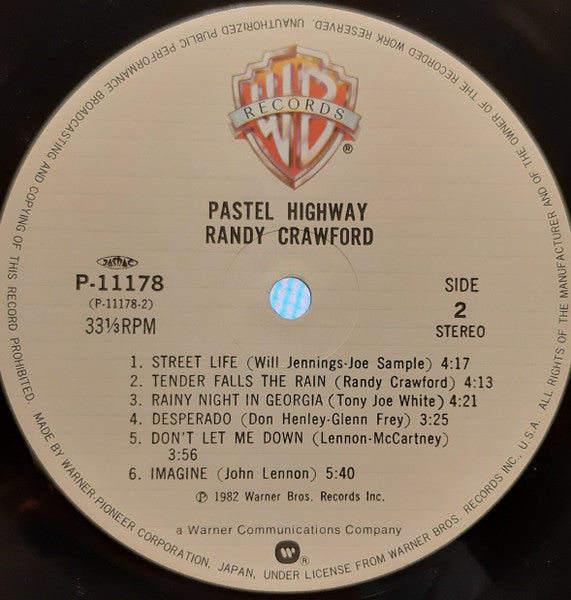 WB
RECORDS
®
PASTEL HIGHWAY
RANDY CRAWFORD
JASRAC
P-11178
(P-11178-2)
33⅓RPM
SIDE
2
STEREO
1. STREET LIFE (Will Jennings-Joe Sample) 4:17
2. TENDER FALLS THE RAIN (Randy Crawford) 4:13
3. RAINY NIGHT IN GEORGIA (Tony Joe White) 4:21
4. DESPERADO (Don Henley-Glenn Frey) 3:25
5. DON'T LET ME DOWN (Lennon-McCartney)
3:56
6. IMAGINE (John Lennon) 5:40
Ⓟ 1982 Warner Bros. Records Inc.
a Warner Communications Company
®
MADE BY WARNER-PIONEER CORPORATION, JAPAN, UNDER LICENSE FROM WARNER BROS. RECORDS INC., U.S.A. ALL RIGHTS OF THE MANUFACTURER AND OF THE OWNER OF THE RECORDED WORK RESERVED. UNAUTHORIZED PUBLIC PERFORMANCE BROADCASTING AND COPYING OF THIS RECORD PROHIBITED.